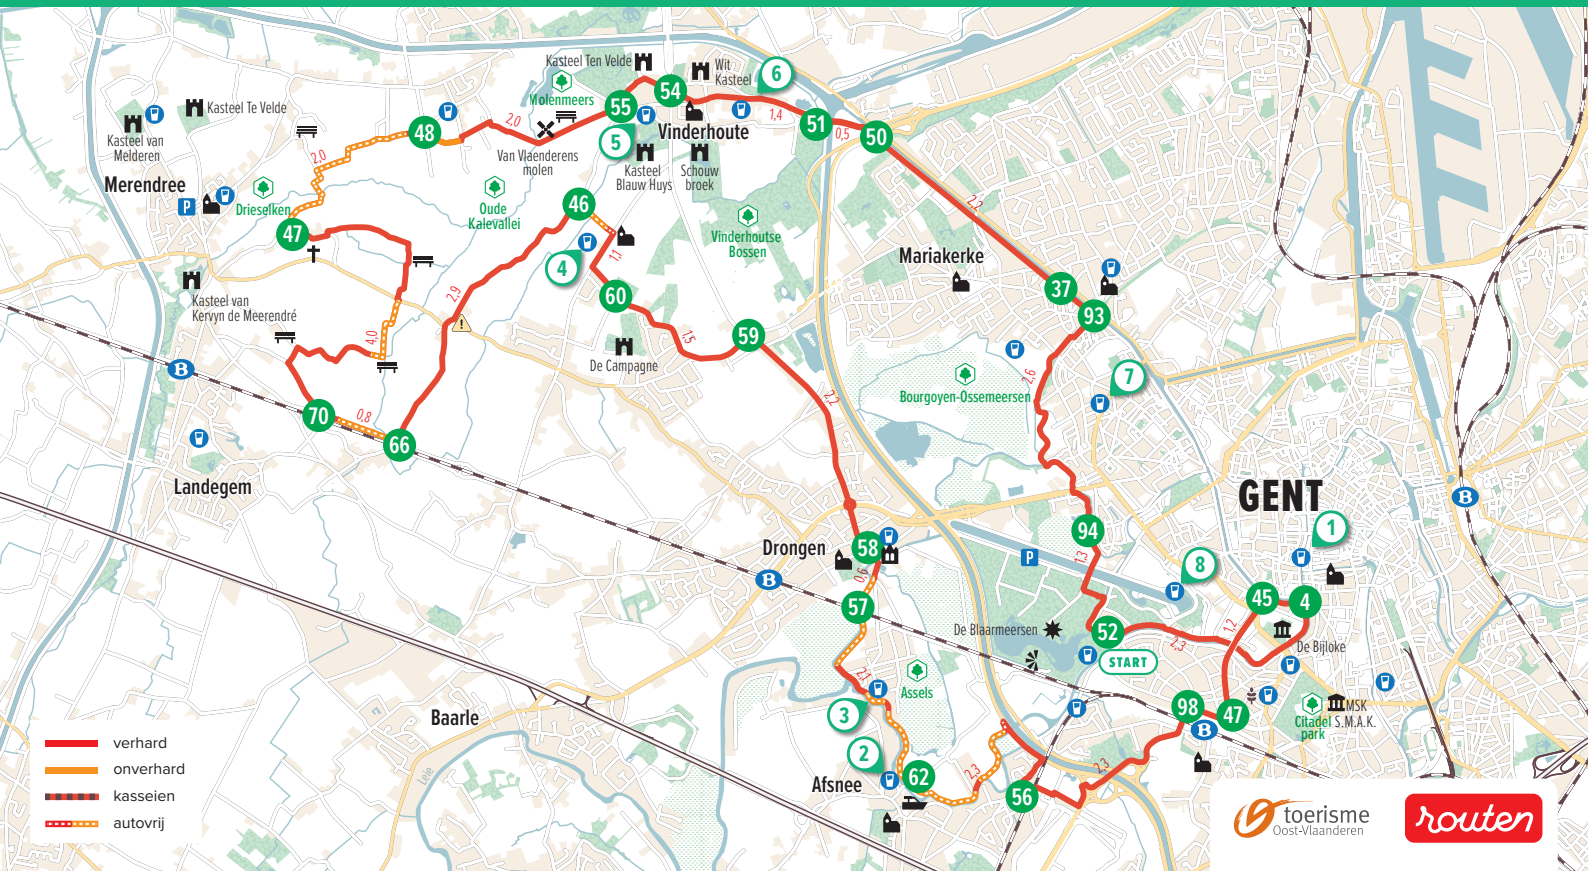 Kasteel Ten Velde
Wit
Kasteel
6
54
Molenmeers
55
Kasteel Te Velde
48
2,0
1,4
51
0,5
50
Vinderhoute
5
Kasteel van
Melderen
2,0
Van Vlaenderens
molen
Kasteel
Blauw Huys
Schouw
broek
Merendree
P
Drieselken
Oude
Kalevallei
46
2,2
47
Vinderhoutse
Bossen
1,1
4
Mariakerke
60
37
93
2,9
Kasteel van
Kervyn de Meerendré
4,0
1,5
59
De Campagne
B
2,6
7
Bourgoyen-Ossemeersen
2,2
70
0,8
66
Landegem
GENT
B
1
94
Drongen
58
P
1,3
8
B
0,6
57
45
4
De Blaarmeersen
52
1,2
START
2,3
De Bijloke
2,1
Assels
3
98
47
MSK
Citadel
park
S.M.A.K.
B
Baarle
2
Afsnee
62
2,3
56
2,3
Leie
verhard
onverhard
kasseien
autovrij
toerisme
Oost-Vlaanderen
routen